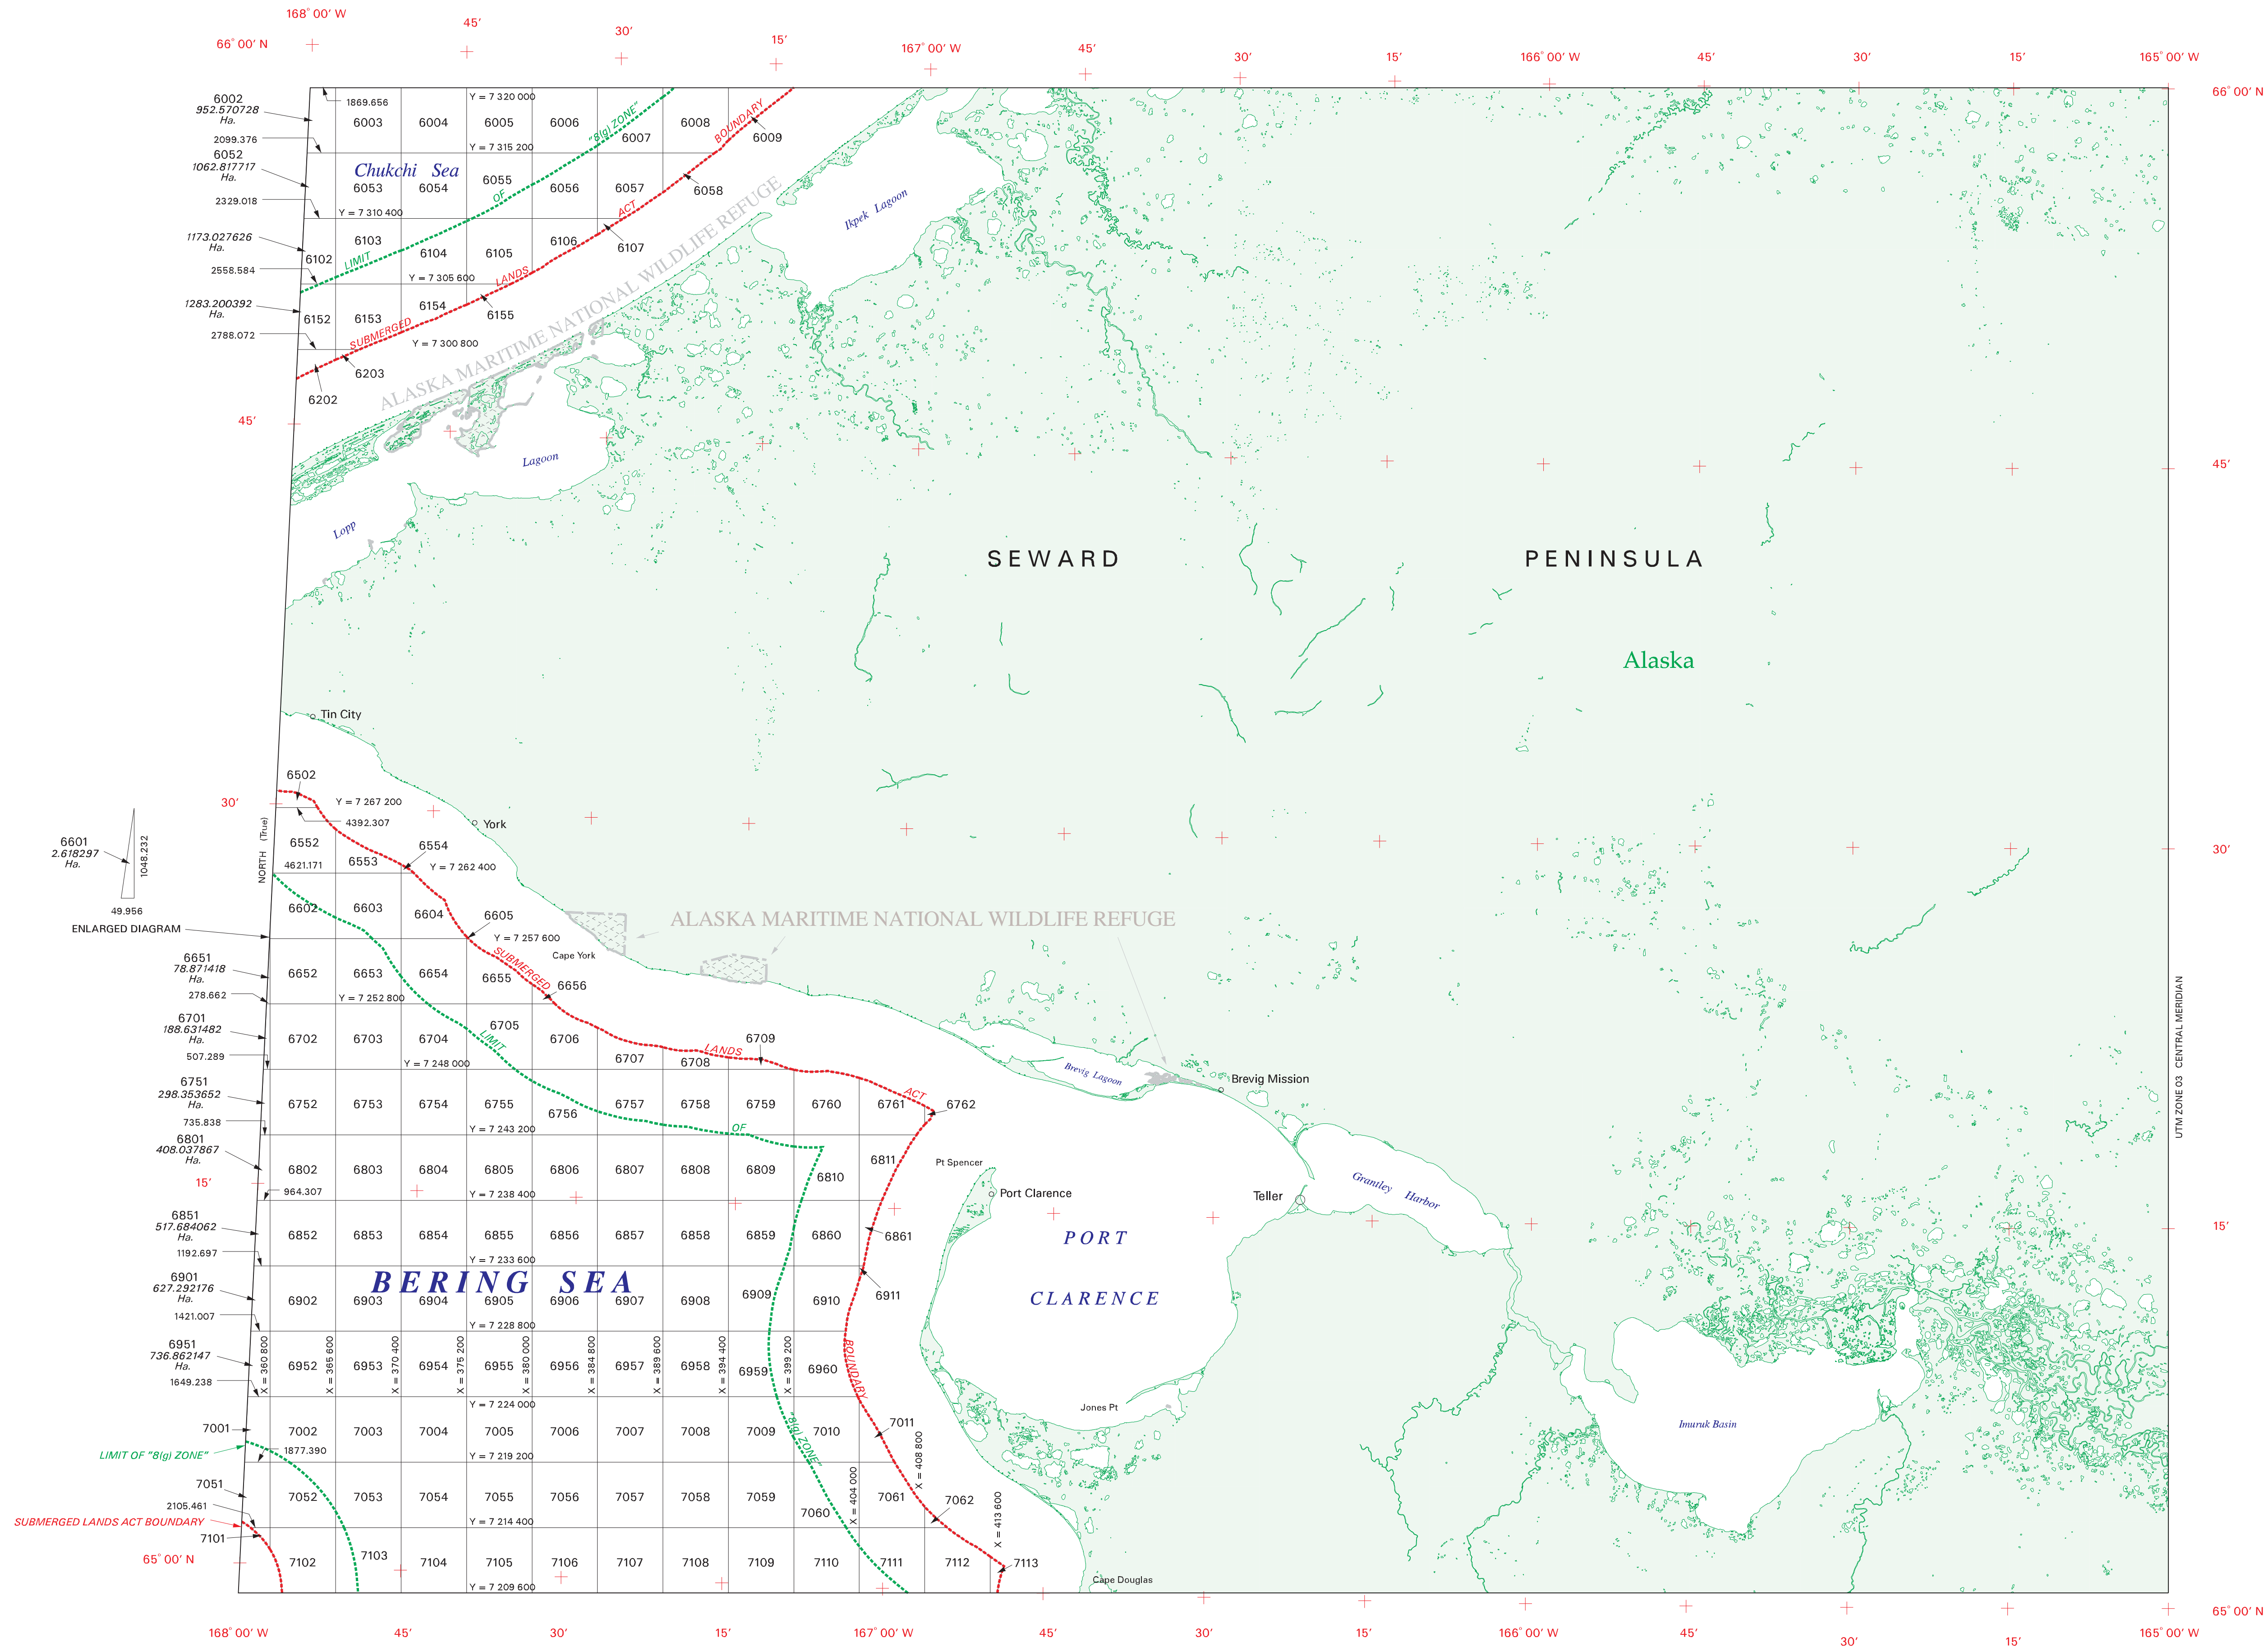 168° 00' W
45'
30'
15'
167° 00' W
45'
30'
15'
166° 00' W
45'
30'
15'
165° 00' W
66° 00' N
66° 00' N
6002
952.570728
Ha.
1869.656
Y = 7 320 000
6003
6004
6005
6006
"8(g) ZONE"
6007
6008
BOUNDARY
6009
2099.376
Y = 7 315 200
6052
1062.817717
Ha.
Chukchi Sea
6053
6054
6055
OF
6056
6057
6058
2329.018
Y = 7 310 400
ACT
Ikpek Lagoon
1173.027626
Ha.
6102
6103
LIMIT
6104
6105
6106
6107
2558.584
Y = 7 305 600
LANDS
1283.200392
Ha.
6152
6153
6154
6155
SUBMERGED
2788.072
Y = 7 300 800
6203
6202
ALASKA MARITIME NATIONAL WILDLIFE REFUGE
45'
45'
Lagoon
Lopp
SEWARD PENINSULA
Alaska
Tin City
6502
30'
Y = 7 267 200
4392.307
York
6601
2.618297
Ha.
1048.232
49.956
ENLARGED DIAGRAM
NORTH (True)
6552
6553
6554
4621.171
Y = 7 262 400
30'
6602
6603
6604
6605
Y = 7 257 600
ALASKA MARITIME NATIONAL WILDLIFE REFUGE
Cape York
SUBMERGED
6651
78.871418
Ha.
6652
6653
6654
6655
6656
278.662
Y = 7 252 800
6701
188.631482
Ha.
6702
6703
6704
6705
LIMIT
6706
6707
6708
LANDS
6709
507.289
Y = 7 248 000
Brevig Lagoon
Brevig Mission
UTM ZONE 03 CENTRAL MERIDIAN
6751
298.353652
Ha.
6752
6753
6754
6755
6756
6757
6758
6759
6760
6761
ACT
6762
735.838
Y = 7 243 200
OF
6801
408.037867
Ha.
6802
6803
6804
6805
6806
6807
6808
6809
6810
6811
Pt Spencer
15'
964.307
Y = 7 238 400
Port Clarence
Teller
Grantley Harbor
6851
517.684062
Ha.
6852
6853
6854
6855
6856
6857
6858
6859
6860
6861
15'
1192.697
Y = 7 233 600
PORT
CLARENCE
BERING SEA
6901
627.292176
Ha.
6902
6903
6904
6905
6906
6907
6908
6909
6910
6911
1421.007
Y = 7 228 800
6951
736.862147
Ha.
6952
6953
6954
6955
6956
6957
6958
6959
6960
BOUNDARY
X = 360 800
X = 365 600
X = 370 400
X = 375 200
X = 380 000
X = 384 800
X = 389 600
X = 394 400
X = 399 200
1649.238
Y = 7 224 000
Jones Pt
Imuruk Basin
7001
7002
7003
7004
7005
7006
7007
7008
7009
"8(g) ZONE"
7010
7011
LIMIT OF "8(g) ZONE"
1877.390
Y = 7 219 200
X = 404 000
X = 408 800
X = 413 600
7051
7052
7053
7054
7055
7056
7057
7058
7059
7060
7061
7062
2105.461
SUBMERGED LANDS ACT BOUNDARY
Y = 7 214 400
7101
65° 00' N
7102
7103
7104
7105
7106
7107
7108
7109
7110
7111
7112
7113
Y = 7 209 600
Cape Douglas
65° 00' N
168° 00' W
45'
30'
15'
167° 00' W
45'
30'
15'
166° 00' W
45'
30'
15'
165° 00' W